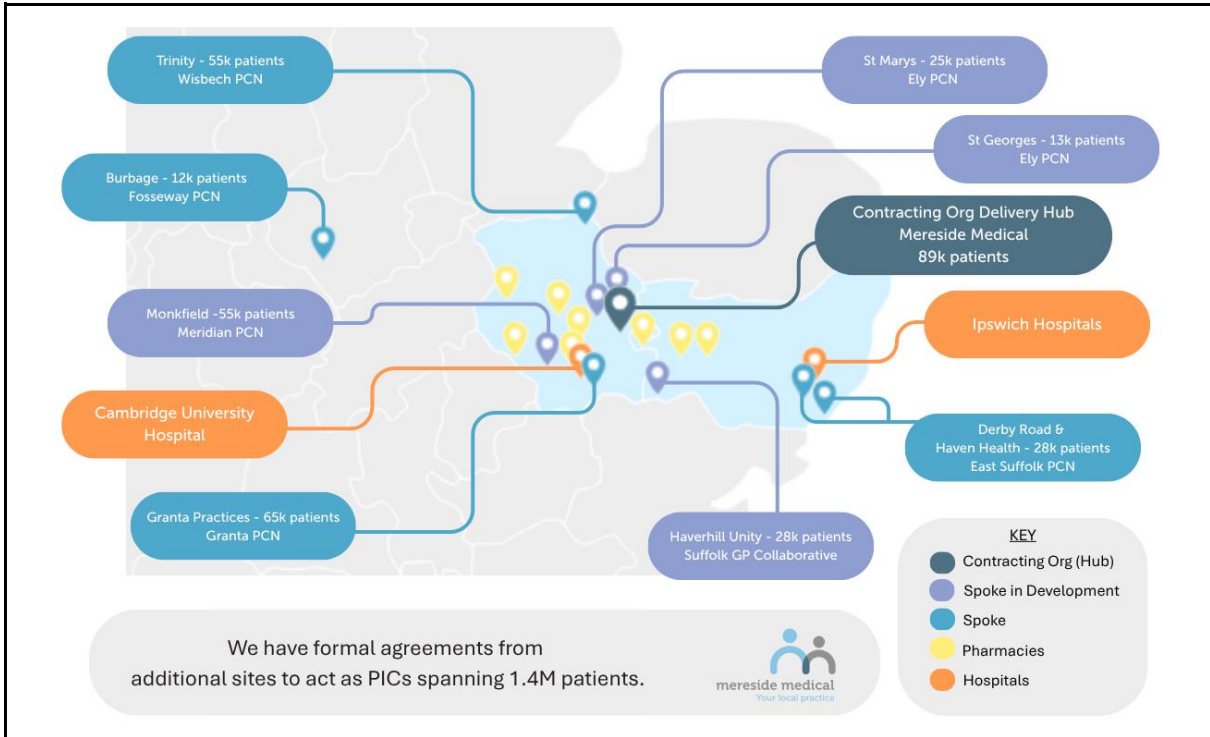 Trinity - 55k patients
Wisbech PCN
St Marys - 25k patients
Ely PCN
St Georges - 13k patients
Ely PCN
Burbage - 12k patients
Fosseway PCN
Contracting Org Delivery Hub
Mereside Medical
89k patients
Monkfield -55k patients
Meridian PCN
Ipswich Hospitals
Cambridge University
Hospital
Derby Road &
Haven Health - 28k patients
East Suffolk PCN
Granta Practices - 65k patients
Granta PCN
Haverhill Unity - 28k patients
Suffolk GP Collaborative
KEY
Contracting Org (Hub)
Spoke in Development
Spoke
Pharmacies
Hospitals
We have formal agreements from
additional sites to act as PICs spanning 1.4M patients.
mereside medical
Your local practice